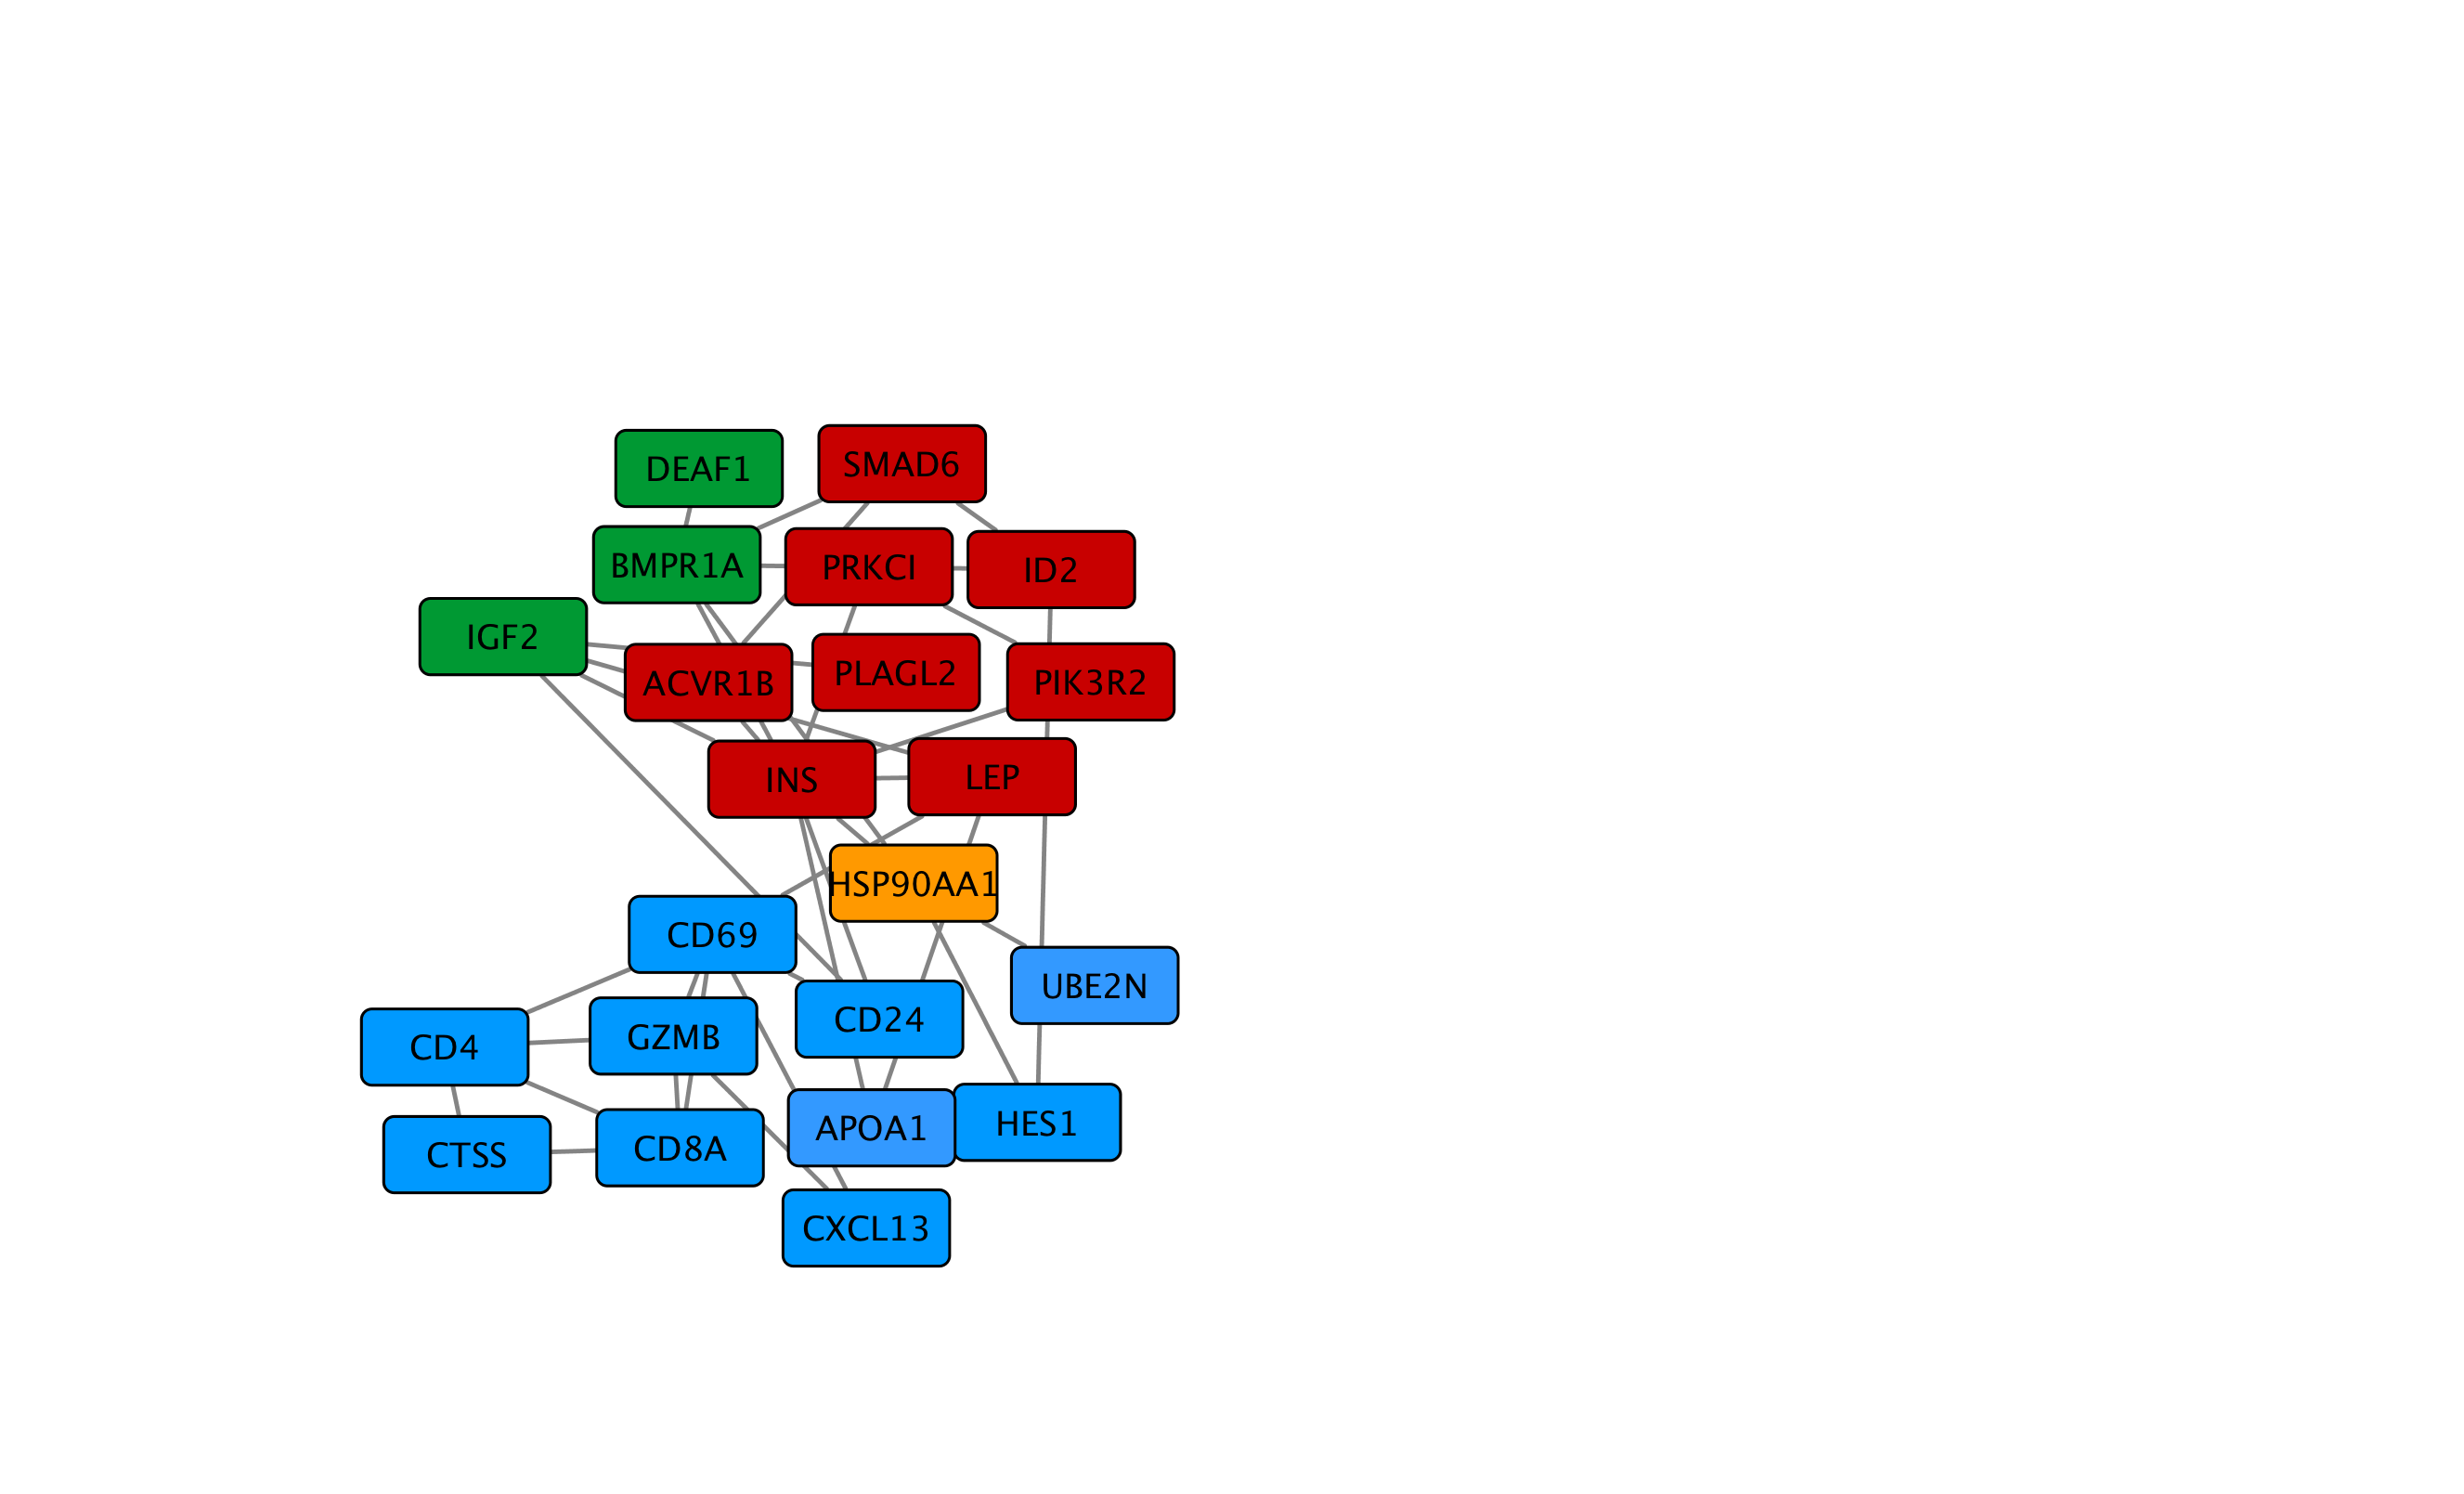 DEAF1
SMAD6
BMPR1A
PRKCI
ID2
IGF2
ACVR1B
PLAGL2
PIK3R2
INS
LEP
HSP90AA1
CD69
UBE2N
CD24
GZMB
CD4
APOA1
HES1
CTSS
CD8A
CXCL13